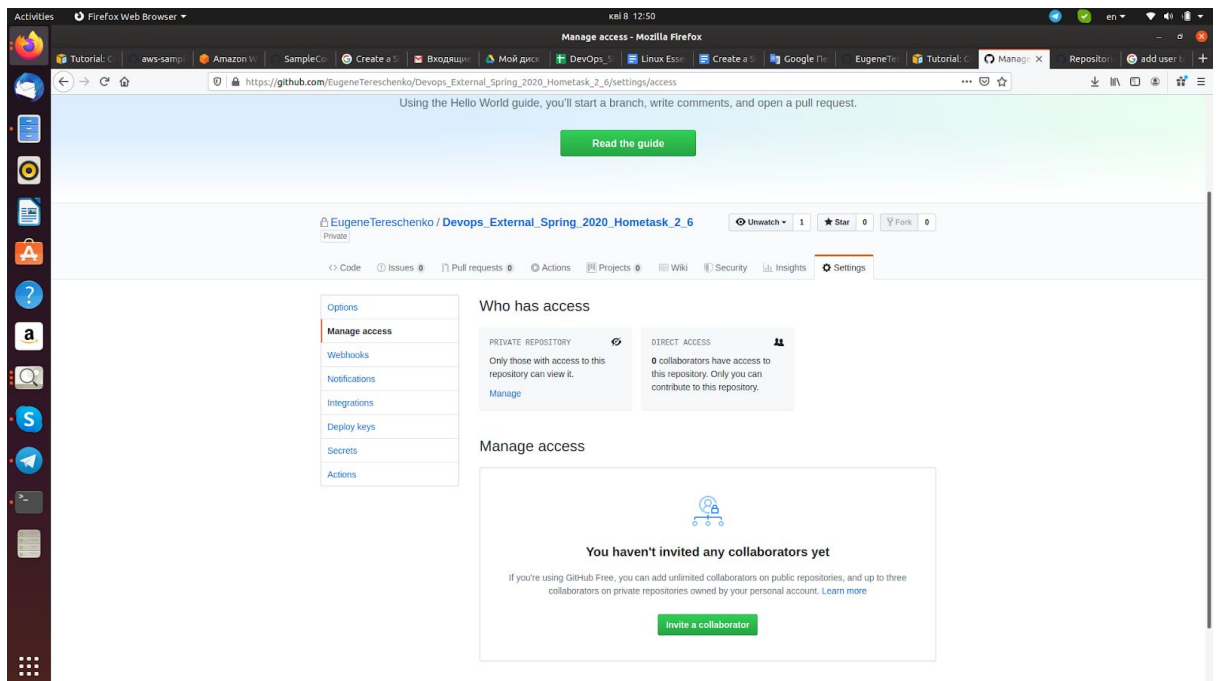 Activities Firefox Web Browser кві 8 12:50 en
Manage access - Mozilla Firefox
Tutorial: C aws-sampl Amazon W SampleCo Create a S Входящие Мой диск DevOps_S Linux Esse Create a S Google Пе EugeneTe Tutorial: C Manage Repositor add user t
https://github.com/EugeneTereschenko/Devops_External_Spring_2020_Hometask_2_6/settings/access
Using the Hello World guide, you'll start a branch, write comments, and open a pull request.
Read the guide
EugeneTereschenko / Devops_External_Spring_2020_Hometask_2_6 Unwatch 1 Star 0 Fork 0
Private
Code Issues 0 Pull requests 0 Actions Projects 0 Wiki Security Insights Settings
Options
Manage access
Webhooks
Notifications
Integrations
Deploy keys
Secrets
Actions
Who has access
PRIVATE REPOSITORY
Only those with access to this
repository can view it.
Manage
DIRECT ACCESS
0 collaborators have access to
this repository. Only you can
contribute to this repository.
Manage access
You haven't invited any collaborators yet
If you're using GitHub Free, you can add unlimited collaborators on public repositories, and up to three
collaborators on private repositories owned by your personal account. Learn more
Invite a collaborator